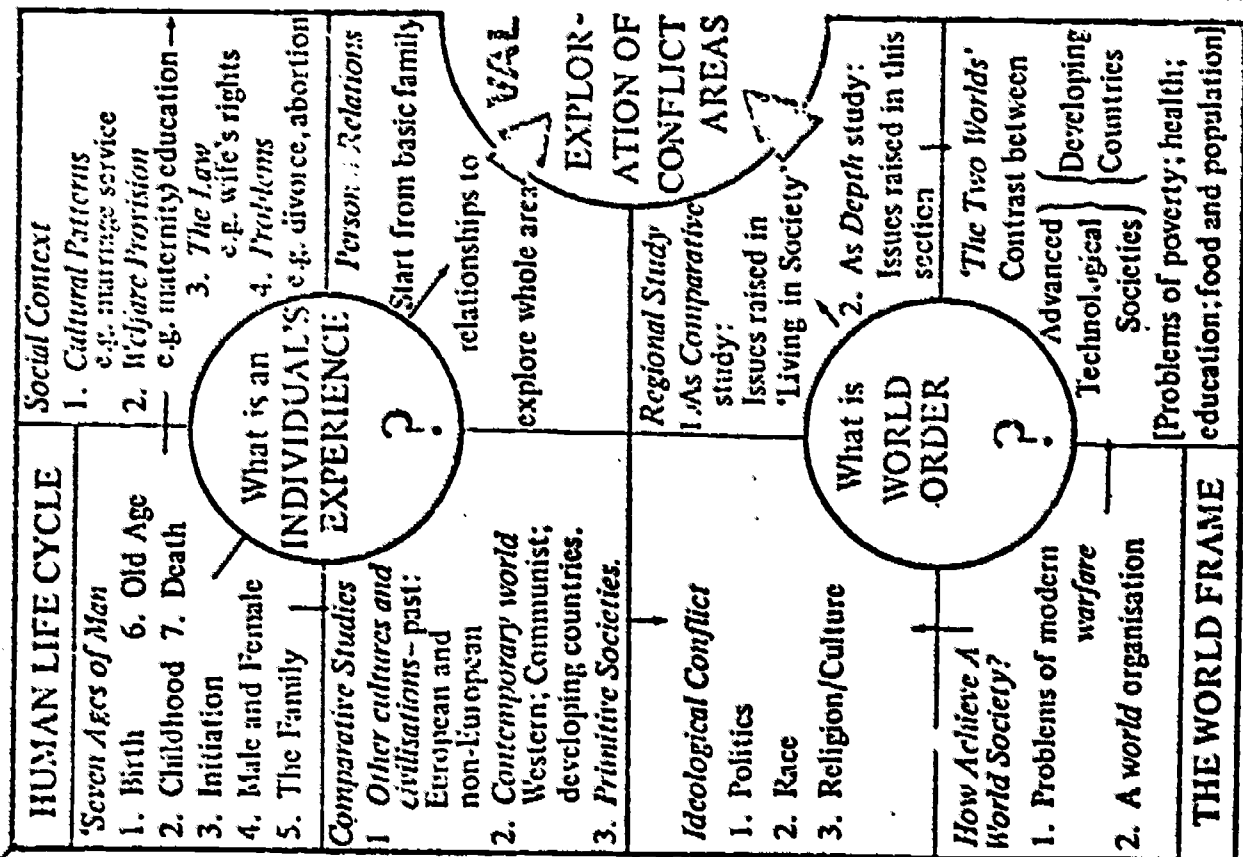 HUMAN LIFE CYCLE
'Seven Ages of Man
1. Birth 6. Old Age
2. Childhood 7. Death
3. Initiation
4. Male and Female
5. The Family
Social Context
1. Cultural Patterns
e.g. marriage service
2. Welfare Provision
e.g. maternity) education
3. The Law
e.g. wife's rights
4. Problems
e.g. divorce, abortion
What is an
INDIVIDUAL'S
EXPERIENCE
?
Comparative Studies
1 Other cultures and
civilisations– past:
European and
non-European
2. Contemporary world
Western; Communist;
developing countries.
3. Primitive Societies.
Relations
Start from basic family
relationships to
explore whole area
EXPLOR-
ATION OF
CONFLICT
AREAS
Ideological Conflict
1. Politics
2. Race
3. Religion/Culture
Regional Study
1. As Comparative
study:
Issues raised in
'Living in Society'
2. As Depth study:
Issues raised in this
section
What is
WORLD
ORDER
?
How Achieve A
World Society?
1. Problems of modern
warfare
2. A world organisation
'The Two Worlds'
Contrast between
Advanced
Technological
Societies
Developing
Countries
[Problems of poverty; health;
education; food and population]
THE WORLD FRAME